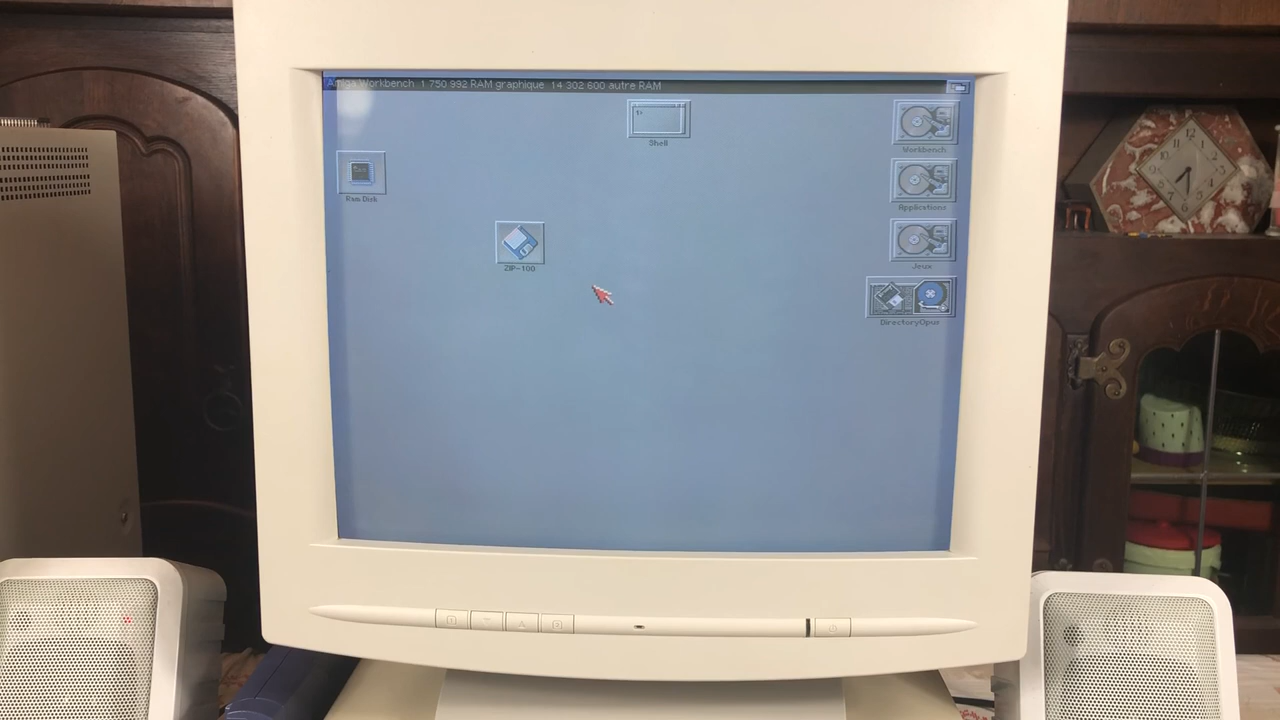 Amiga Workbench 1 750 992 RAM graphique 14 302 600 autre RAM
Shell
Workbench
Ram Disk
Applications
ZIP-100
Jeux
DirectoryOpus